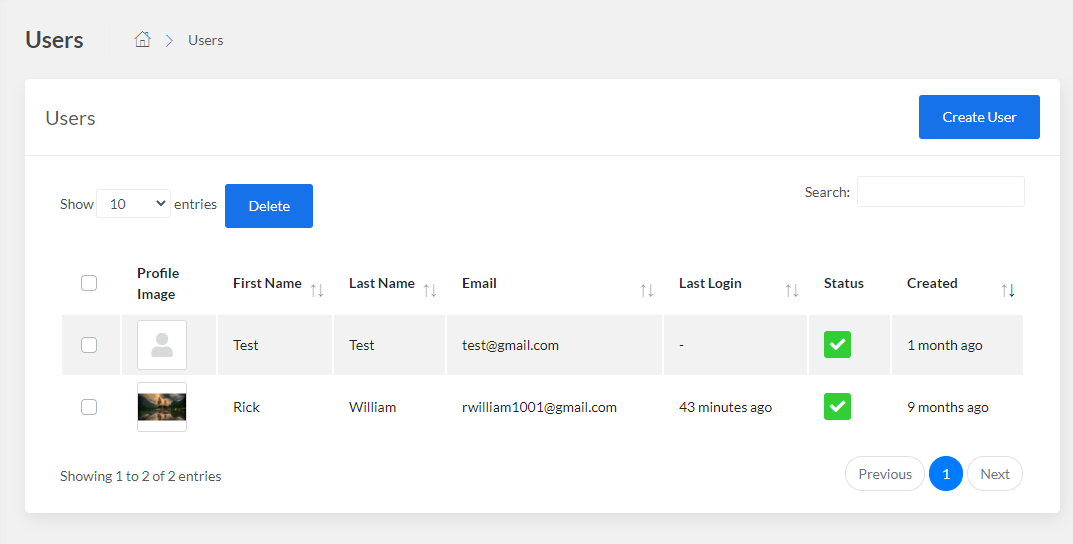 Users Users
Users Create User
Show 10 entries Delete Search:
Profile Image First Name Last Name Email Last Login Status Created
Test Test test@gmail.com - 1 month ago
Rick William rwilliam1001@gmail.com 43 minutes ago 9 months ago
Showing 1 to 2 of 2 entries Previous 1 Next